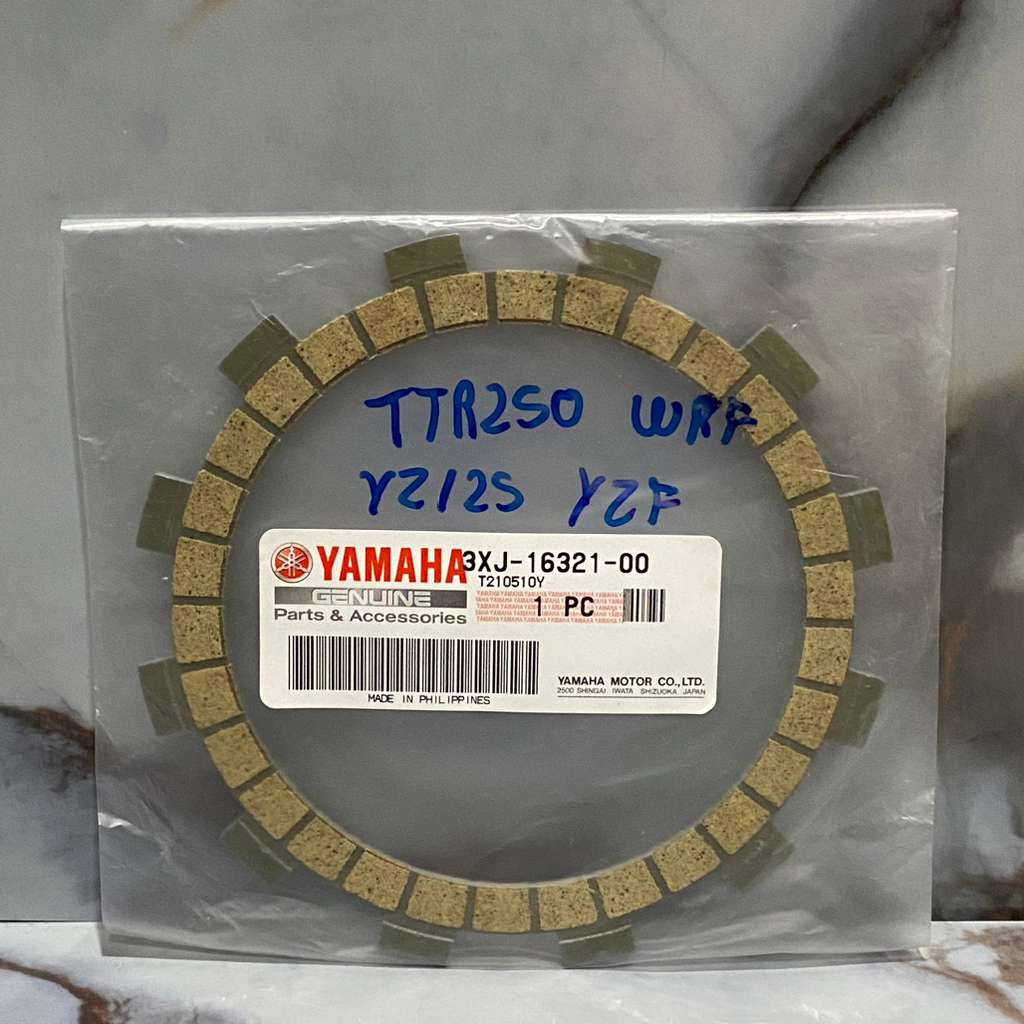 TTR250 WRF
YZ125 YZF
YAMAHA 3XJ-16321-00
T210510Y
GENUINE
1 PC
Parts & Accessories
YAMAHA MOTOR CO.,LTD.
2500 SHINGAI IWATA SHIZUOKA JAPAN
MADE IN PHILIPPINES